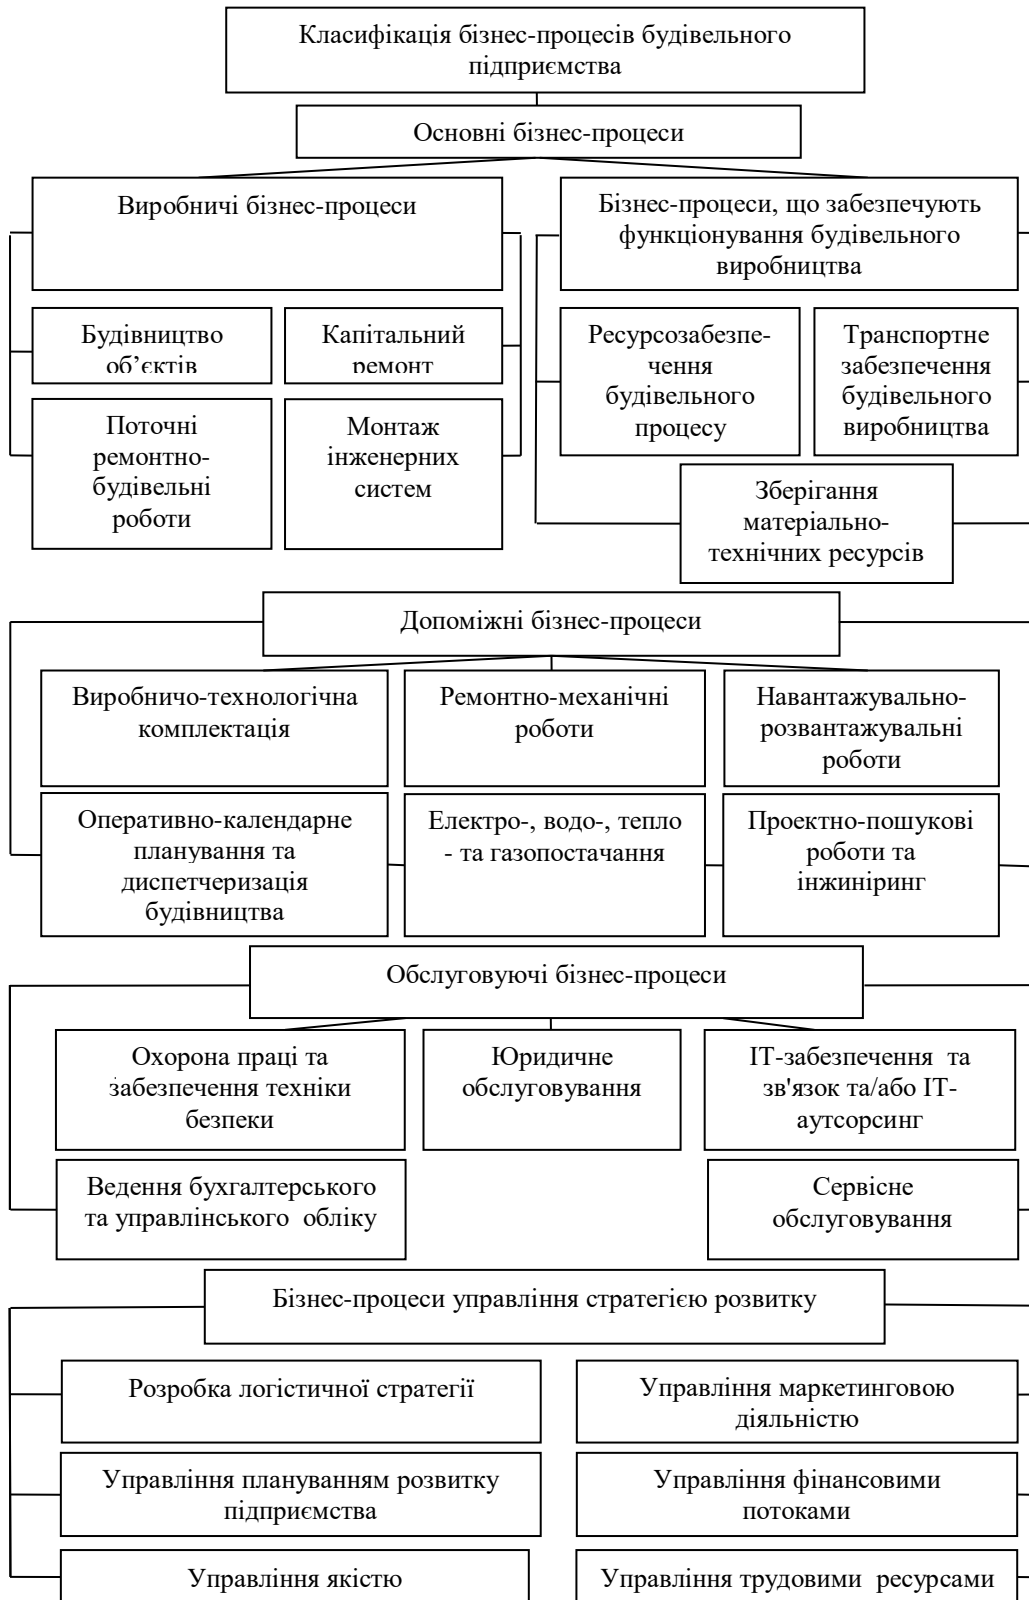 Класифікація бізнес-процесів будівельного
підприємства
Основні бізнес-процеси
Виробничі бізнес-процеси
Бізнес-процеси, що забезпечують
функціонування будівельного
виробництва
Будівництво
об’єктів
Капітальний
ремонт
Ресурсозабезпе-
чення
будівельного
процесу
Транспортне
забезпечення
будівельного
виробництва
Поточні
ремонтно-
будівельні
роботи
Монтаж
інженерних
систем
Зберігання
матеріально-
технічних ресурсів
Допоміжні бізнес-процеси
Виробничо-технологічна
комплектація
Ремонтно-механічні
роботи
Навантажувально-
розвантажувальні
роботи
Оперативно-календарне
планування та
диспетчеризація
будівництва
Електро-, водо-, тепло
- та газопостачання
Проектно-пошукові
роботи та
інжиніринг
Обслуговуючі бізнес-процеси
Охорона праці та
забезпечення техніки
безпеки
Юридичне
обслуговування
ІТ-забезпечення та
зв'язок та/або ІТ-
аутсорсинг
Ведення бухгалтерського
та управлінського обліку
Сервісне
обслуговування
Бізнес-процеси управління стратегією розвитку
Розробка логістичної стратегії
Управління маркетинговою
діяльністю
Управління плануванням розвитку
підприємства
Управління фінансовими
потоками
Управління якістю
Управління трудовими ресурсами